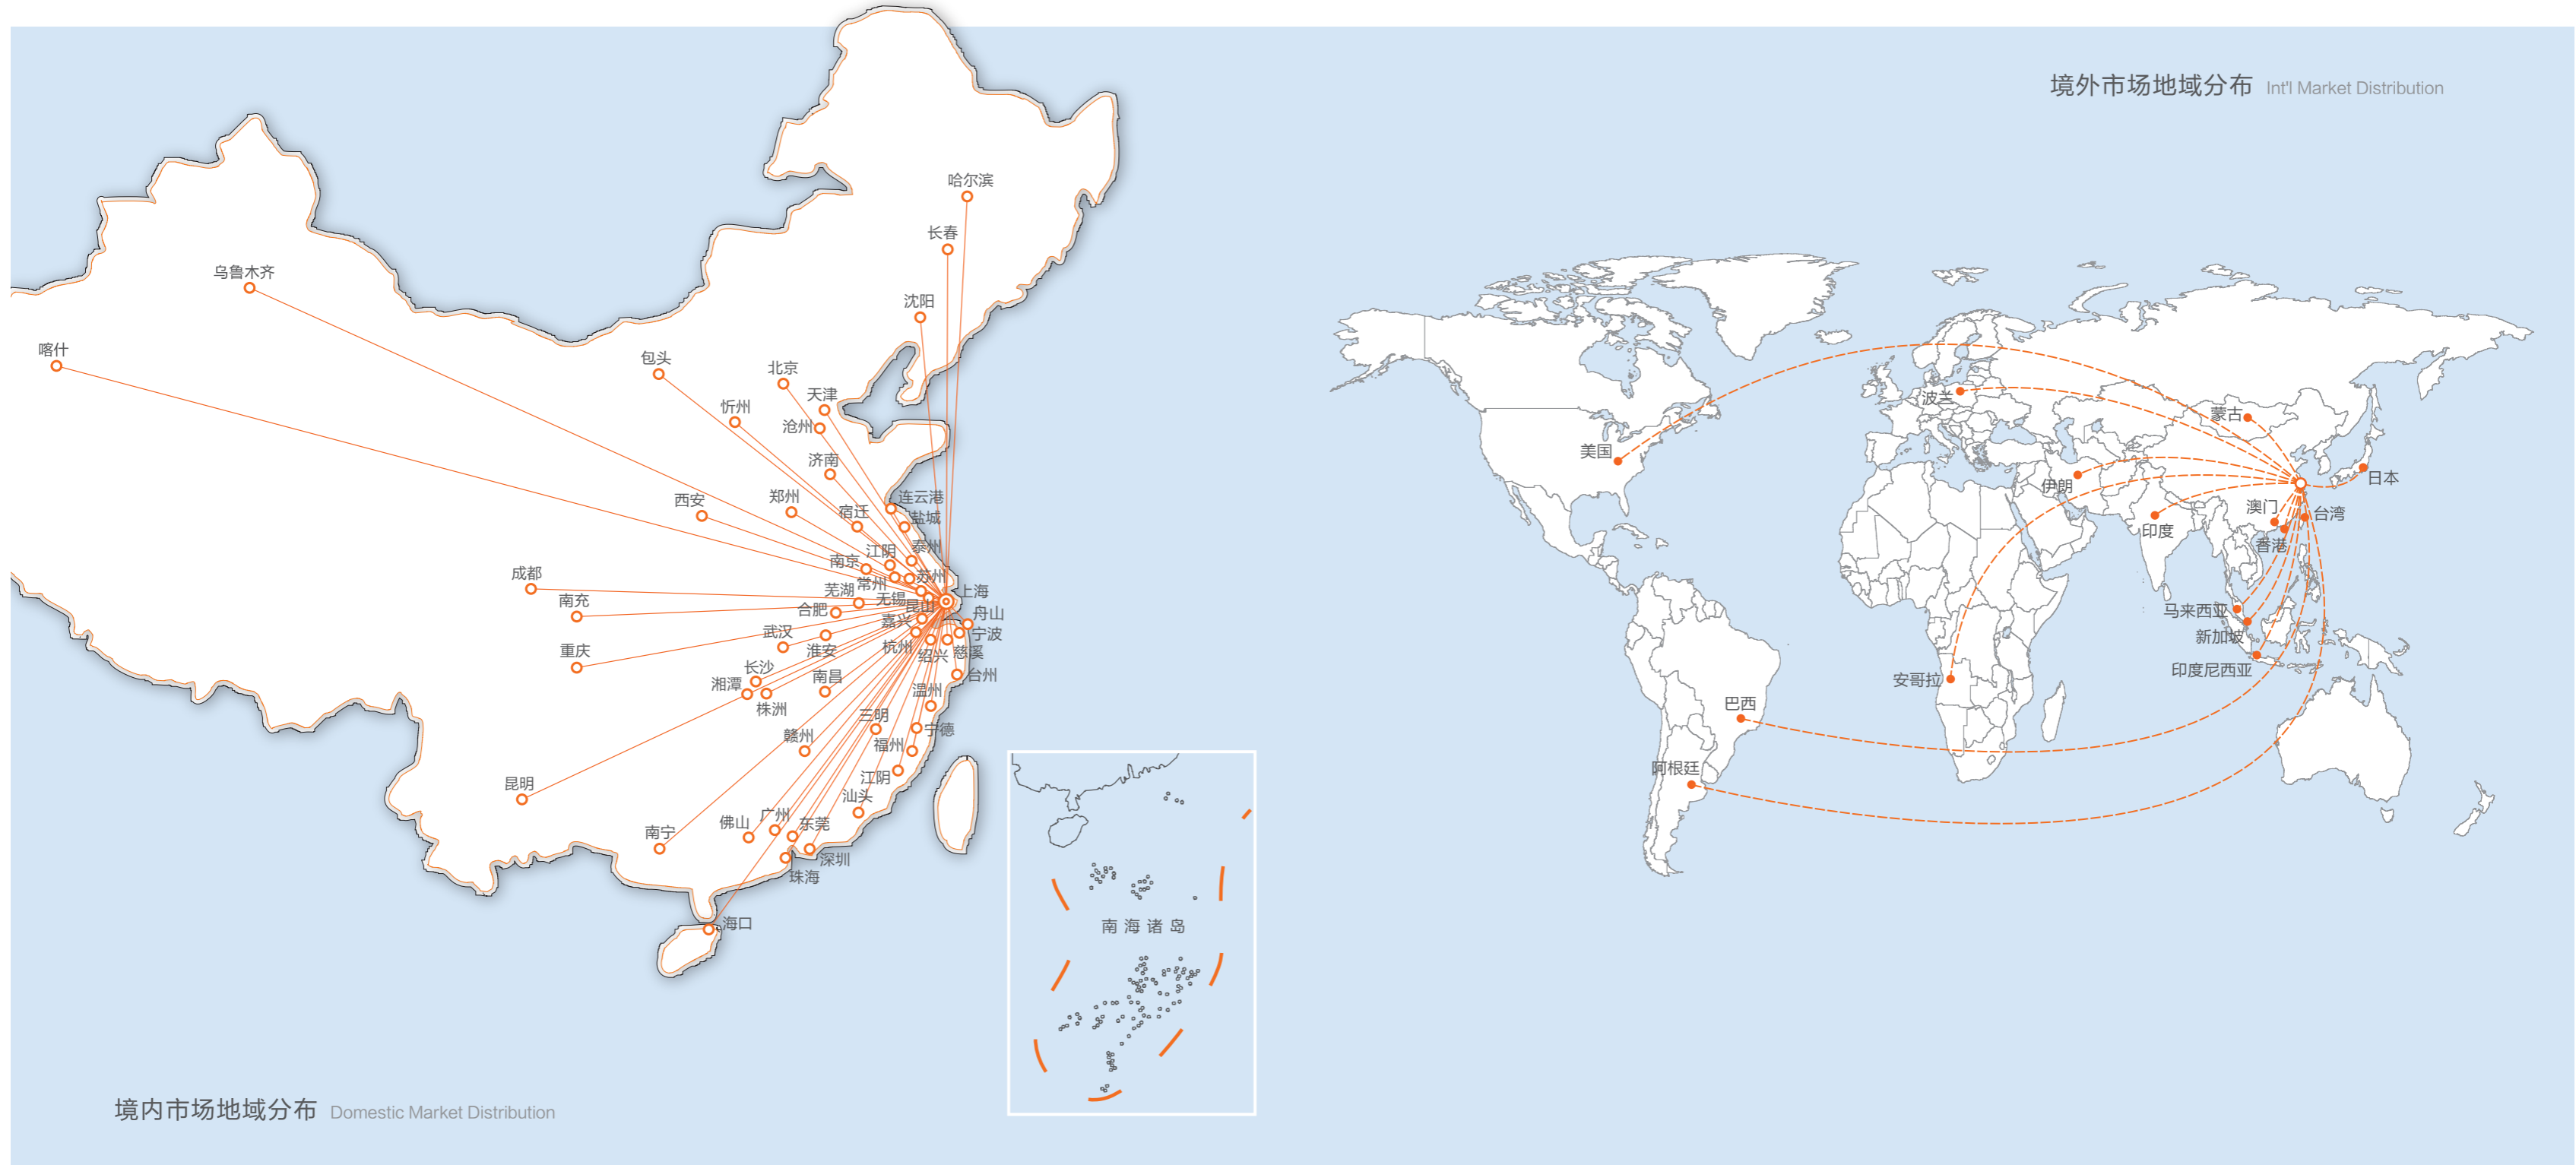 境外市场地域分布 Int'l Market Distribution
哈尔滨
长春
乌鲁木齐
沈阳
喀什
包头
北京
天津
忻州
沧州
济南
西安
郑州
连云港
宿迁
盐城
江阴
泰州
南京
成都
常州
苏州
芜湖
南充
无锡
昆山
上海
合肥
舟山
嘉兴
武汉
宁波
重庆
淮安
杭州
绍兴
慈溪
长沙
湘潭
南昌
台州
温州
株洲
三明
宁德
赣州
福州
江阴
昆明
汕头
佛山
广州
东莞
南宁
深圳
珠海
海口
南海诸岛
境内市场地域分布 Domestic Market Distribution
波兰
蒙古
美国
伊朗
日本
澳门
台湾
印度
香港
马来西亚
新加坡
印度尼西亚
安哥拉
巴西
阿根廷